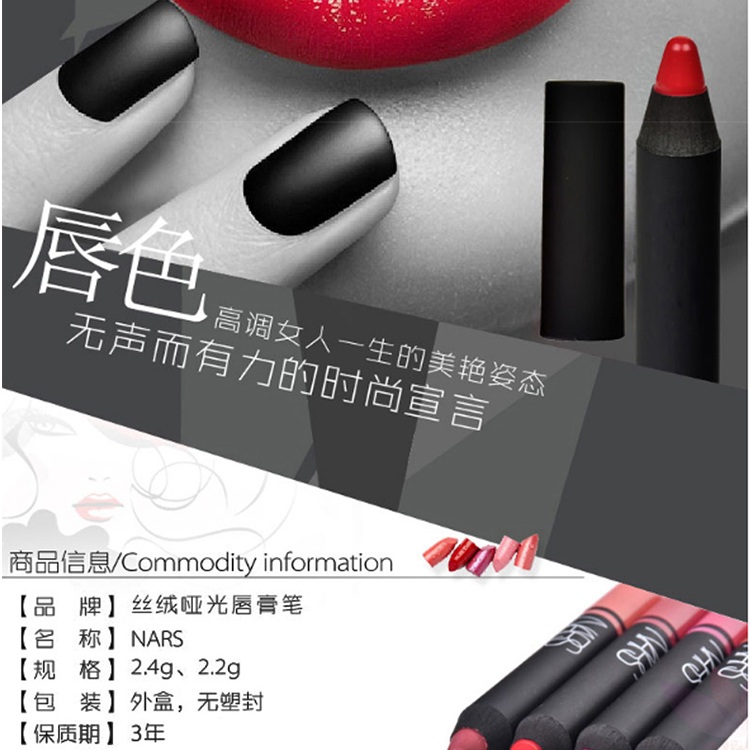 唇色
高调女人一生的美艳姿态
无声而有力的时尚宣言
商品信息/Commodity information
【品 牌】丝绒哑光唇膏笔
【名 称】NARS
【规 格】2.4g、2.2g
【包 装】外盒，无塑封
【保质期】3年
NARS
NARS
NARS